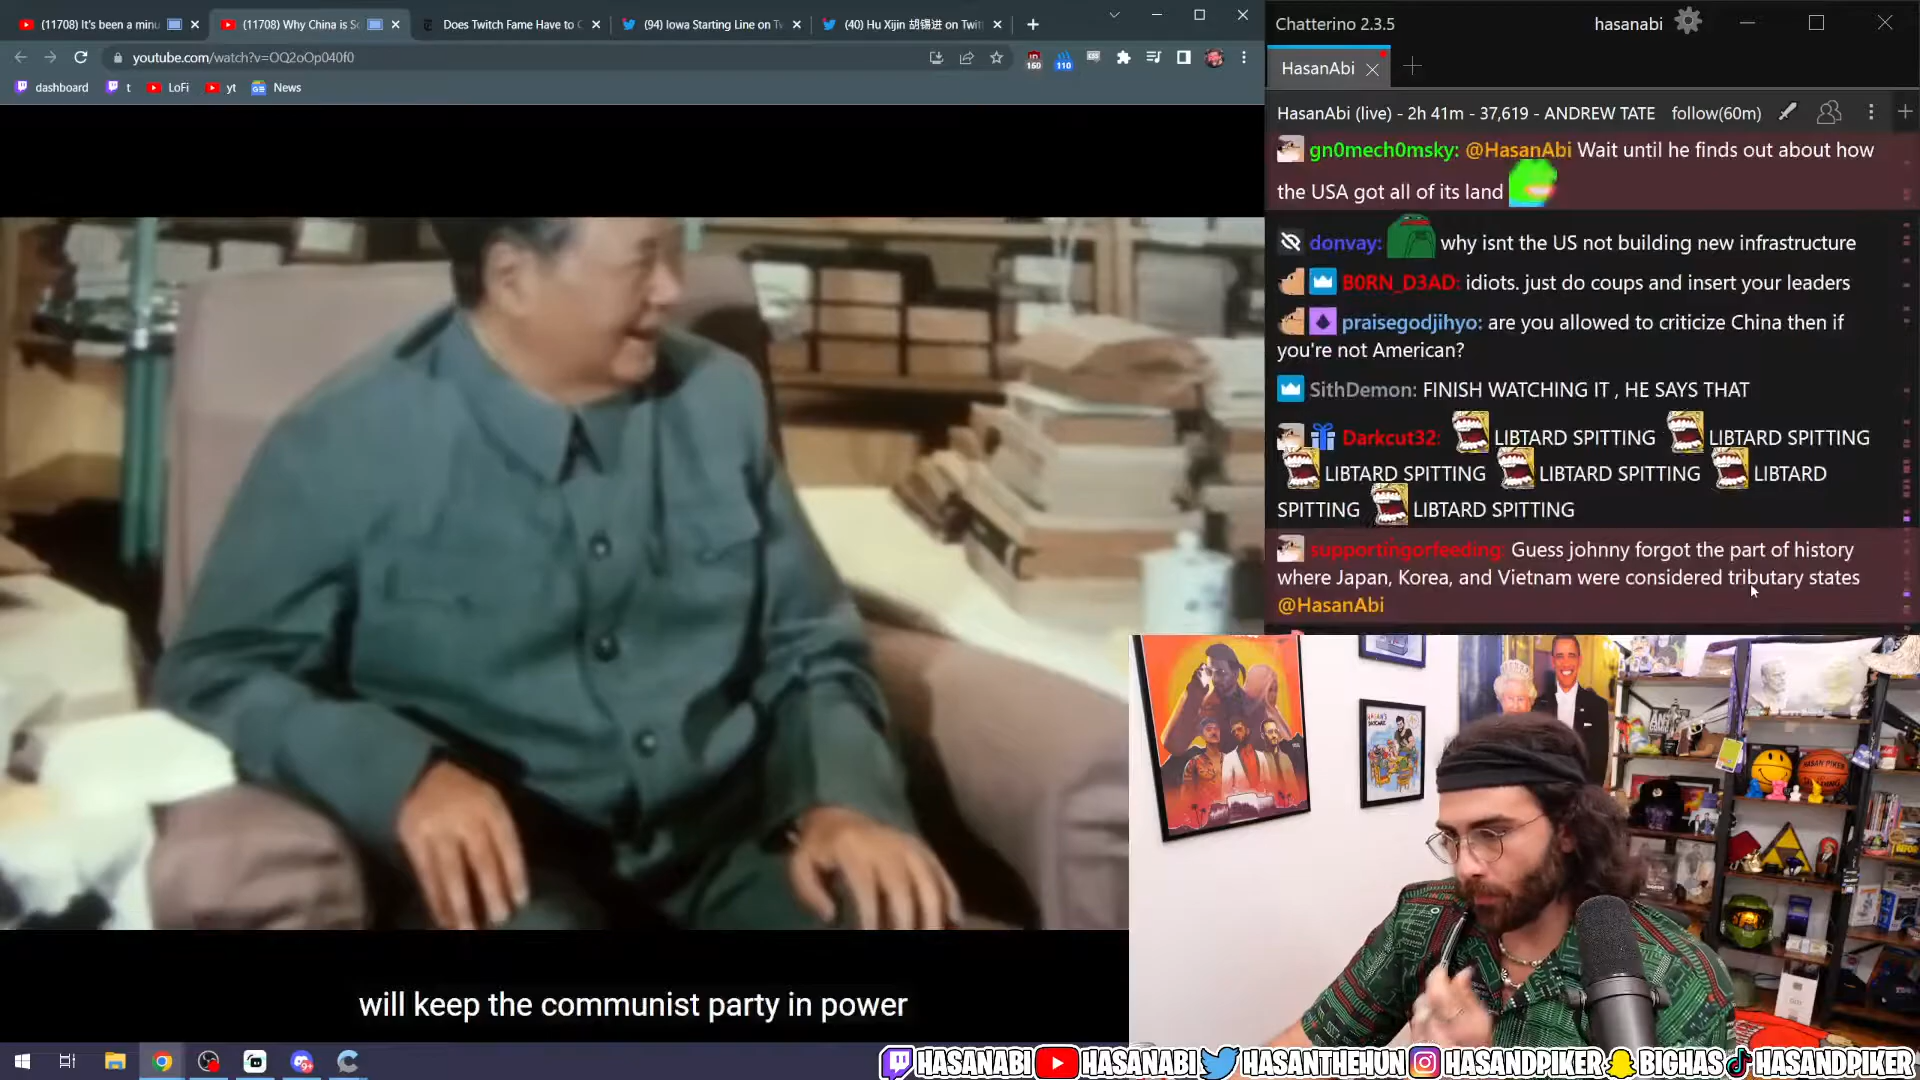 (11708) It's been a minu
(11708) Why China is S
Does Twitch Fame Have to C
(94) Iowa Starting Line on Tw
(40) Hu Xijin 胡锡进 on Twit
youtube.com/watch?v=OQ2oOp040f0
160
110
dashboard
t
LoFi
yt
News
Chatterino 2.3.5
hasanabi
HasanAbi
HasanAbi (live) - 2h 41m - 37,619 - ANDREW TATE
follow(60m)
gn0mech0msky: @HasanAbi Wait until he finds out about how
the USA got all of its land
donvay: why isnt the US not building new infrastructure
B0RN_D3AD: idiots. just do coups and insert your leaders
praisegodjihyo: are you allowed to criticize China then if
you're not American?
SithDemon: FINISH WATCHING IT , HE SAYS THAT
Darkcut32: LIBTARD SPITTING LIBTARD SPITTING
LIBTARD SPITTING LIBTARD SPITTING LIBTARD
SPITTING LIBTARD SPITTING
supportingorfeeding: Guess johnny forgot the part of history
where Japan, Korea, and Vietnam were considered tributary states
@HasanAbi
HASAN PIKER
will keep the communist party in power
HASANABI HASANABI HASANTHEHUN HASANDPIKER BIGHAS HASANDPIKER